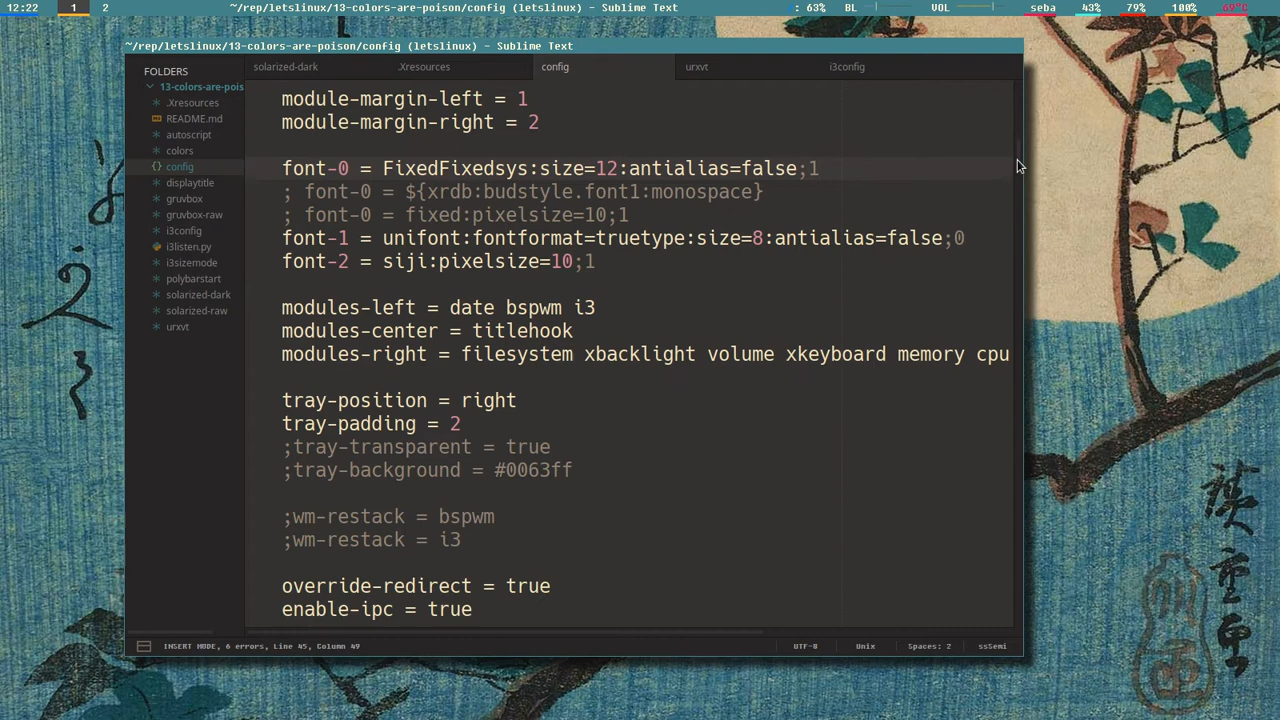 12:22 1 2 ~/rep/letslinux/13-colors-are-poison/config (letslinux) - Sublime Text : 63% BL VOL seba 43% 79% 100% 69°C
~/rep/letslinux/13-colors-are-poison/config (letslinux) - Sublime Text
solarized-dark .Xresources config urxvt i3config
FOLDERS
13-colors-are-pois
.Xresources
README.md
autoscript
colors
config
displaytitle
gruvbox
gruvbox-raw
i3config
i3listen.py
i3sizemode
polybarstart
solarized-dark
solarized-raw
urxvt
module-margin-left = 1
module-margin-right = 2
font-0 = FixedFixedsys:size=12:antialias=false;1
; font-0 = ${xrdb:budstyle.font1:monospace}
; font-0 = fixed:pixelsize=10;1
font-1 = unifont:fontformat=truetype:size=8:antialias=false;0
font-2 = siji:pixelsize=10;1
modules-left = date bspwm i3
modules-center = titlehook
modules-right = filesystem xbacklight volume xkeyboard memory cpu
tray-position = right
tray-padding = 2
;tray-transparent = true
;tray-background = #0063ff
;wm-restack = bspwm
;wm-restack = i3
override-redirect = true
enable-ipc = true
INSERT MODE, 6 errors, Line 45, Column 49 UTF-8 Unix Spaces: 2 ssSemi